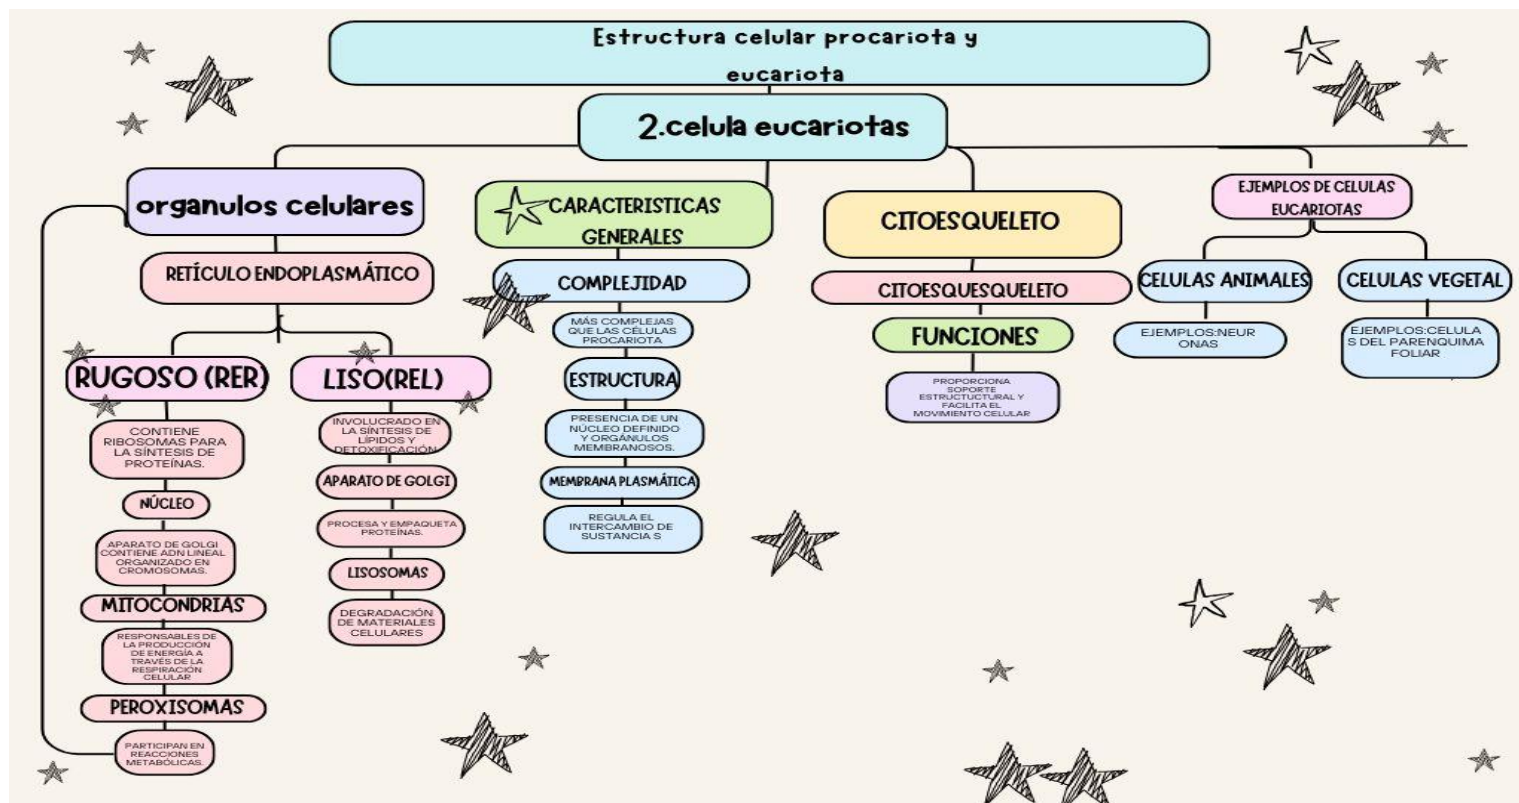 Estructura celular procariota y
eucariota
2.celula eucariotas
organulos celulares
RETÍCULO ENDOPLASMÁTICO
RUGOSO (RER)
CONTIENE
RIBOSOMAS PARA
LA SÍNTESIS DE
PROTEÍNAS.
NÚCLEO
APARATO DE GOLGI
CONTIENE ADN LINEAL
ORGANIZADO EN
CROMOSOMAS.
MITOCONDRIAS
RESPONSABLES DE
LA PRODUCCIÓN
DE ENERGÍA A
TRAVÉS DE LA
RESPIRACIÓN
CELULAR
PEROXISOMAS
PARTICIPAN EN
REACCIONES
METABÓLICAS.
LISO(REL)
INVOLUCRADO EN
LA SÍNTESIS DE
LÍPIDOS Y
DETOXIFICACIÓN
APARATO DE GOLGI
PROCESA Y EMPAQUETA
PROTEÍNAS.
LISOSOMAS
DEGRADACIÓN
DE MATERIALES
CELULARES
CARACTERISTICAS
GENERALES
COMPLEJIDAD
MÁS COMPLEJAS
QUE LAS CÉLULAS
PROCARIOTA
ESTRUCTURA
PRESENCIA DE UN
NÚCLEO DEFINIDO
Y ORGÁNULOS
MEMBRANOSOS.
MEMBRANA PLASMÁTICA
REGULA EL
INTERCAMBIO DE
SUSTANCIA S
CITOESQUELETO
CITOESQUESQUELETO
FUNCIONES
PROPORCIONA
SOPORTE
ESTRUCTUCTURAL Y
FACILITA EL
MOVIMIENTO CELULAR
EJEMPLOS DE CELULAS
EUCARIOTAS
CELULAS ANIMALES
EJEMPLOS:NEUR
ONAS
CELULAS VEGETAL
EJEMPLOS:CELULA
S DEL PARENQUIMA
FOLIAR